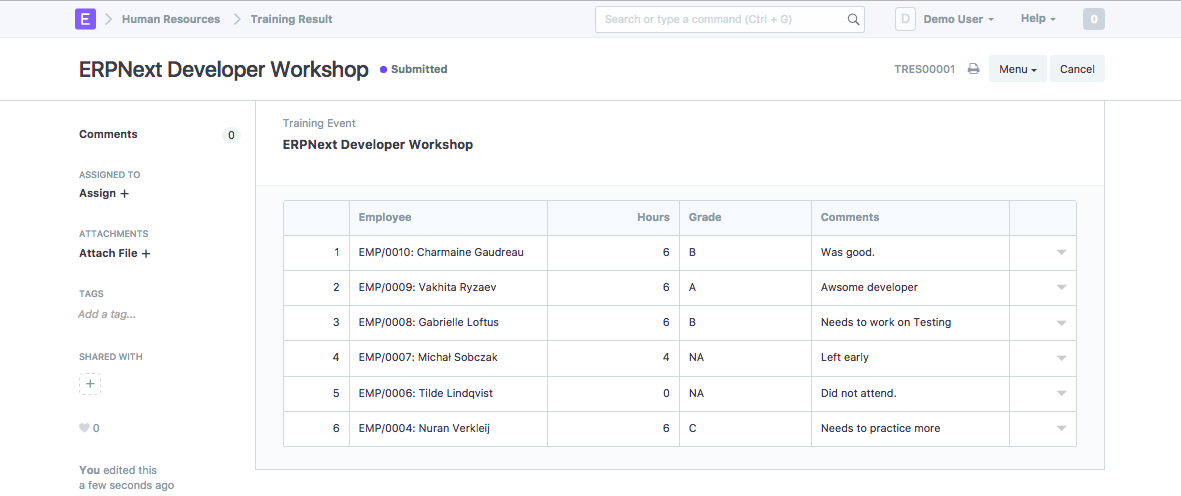 E Human Resources Training Result Search or type a command (Ctrl + G) D Demo User Help 0
ERPNext Developer Workshop Submitted TRES00001 Menu Cancel
Comments 0
ASSIGNED TO
Assign +
ATTACHMENTS
Attach File +
TAGS
Add a tag...
SHARED WITH
+
0
You edited this
a few seconds ago
Training Event
ERPNext Developer Workshop
Employee Hours Grade Comments
1 EMP/0010: Charmaine Gaudreau 6 B Was good.
2 EMP/0009: Vakhita Ryzaev 6 A Awsome developer
3 EMP/0008: Gabrielle Loftus 6 B Needs to work on Testing
4 EMP/0007: Michał Sobczak 4 NA Left early
5 EMP/0006: Tilde Lindqvist 0 NA Did not attend.
6 EMP/0004: Nuran Verkleij 6 C Needs to practice more